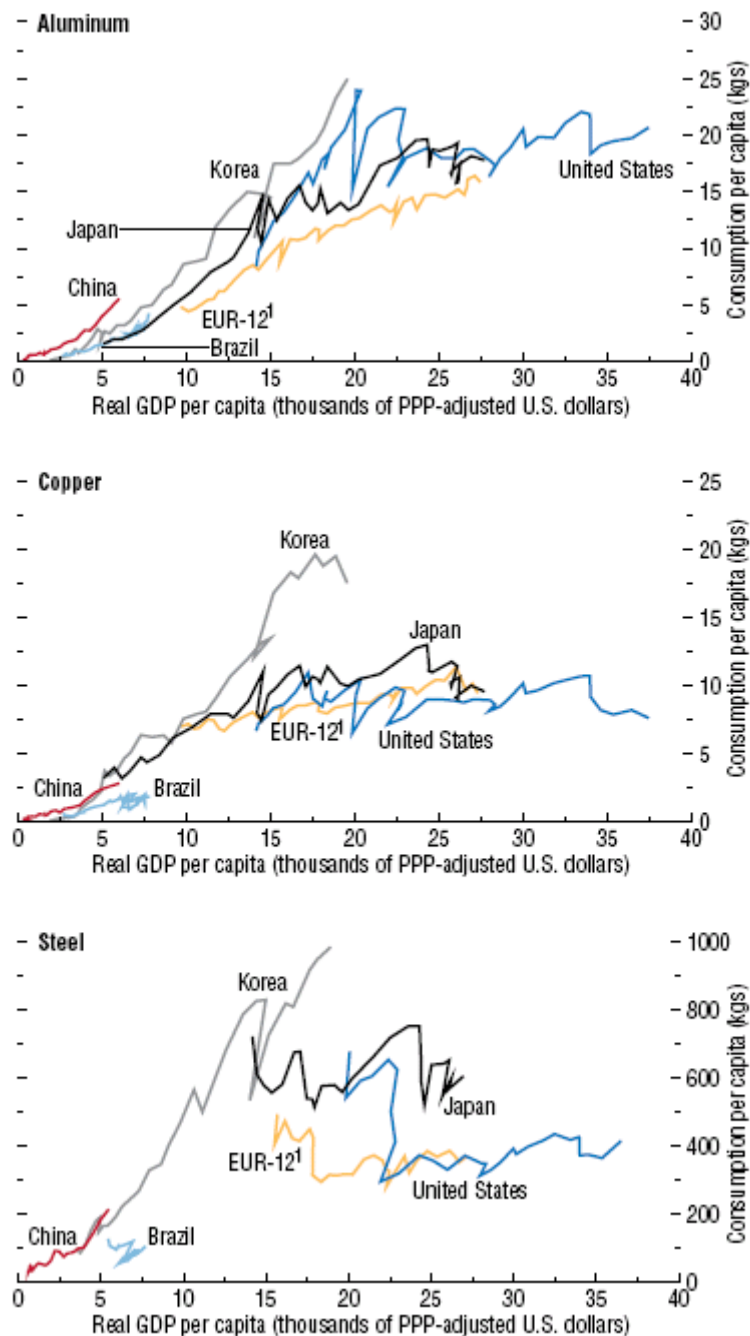 Aluminum
30
25
20
15
10
5
0
Consumption per capita (kgs)
Korea
United States
Japan
China
EUR-12¹
Brazil
0 5 10 15 20 25 30 35 40
Real GDP per capita (thousands of PPP-adjusted U.S. dollars)
Copper
25
20
15
10
5
0
Consumption per capita (kgs)
Korea
Japan
EUR-12¹
United States
China
Brazil
0 5 10 15 20 25 30 35 40
Real GDP per capita (thousands of PPP-adjusted U.S. dollars)
Steel
1000
800
600
400
200
0
Consumption per capita (kgs)
Korea
Japan
EUR-12¹
United States
China
Brazil
0 5 10 15 20 25 30 35 40
Real GDP per capita (thousands of PPP-adjusted U.S. dollars)